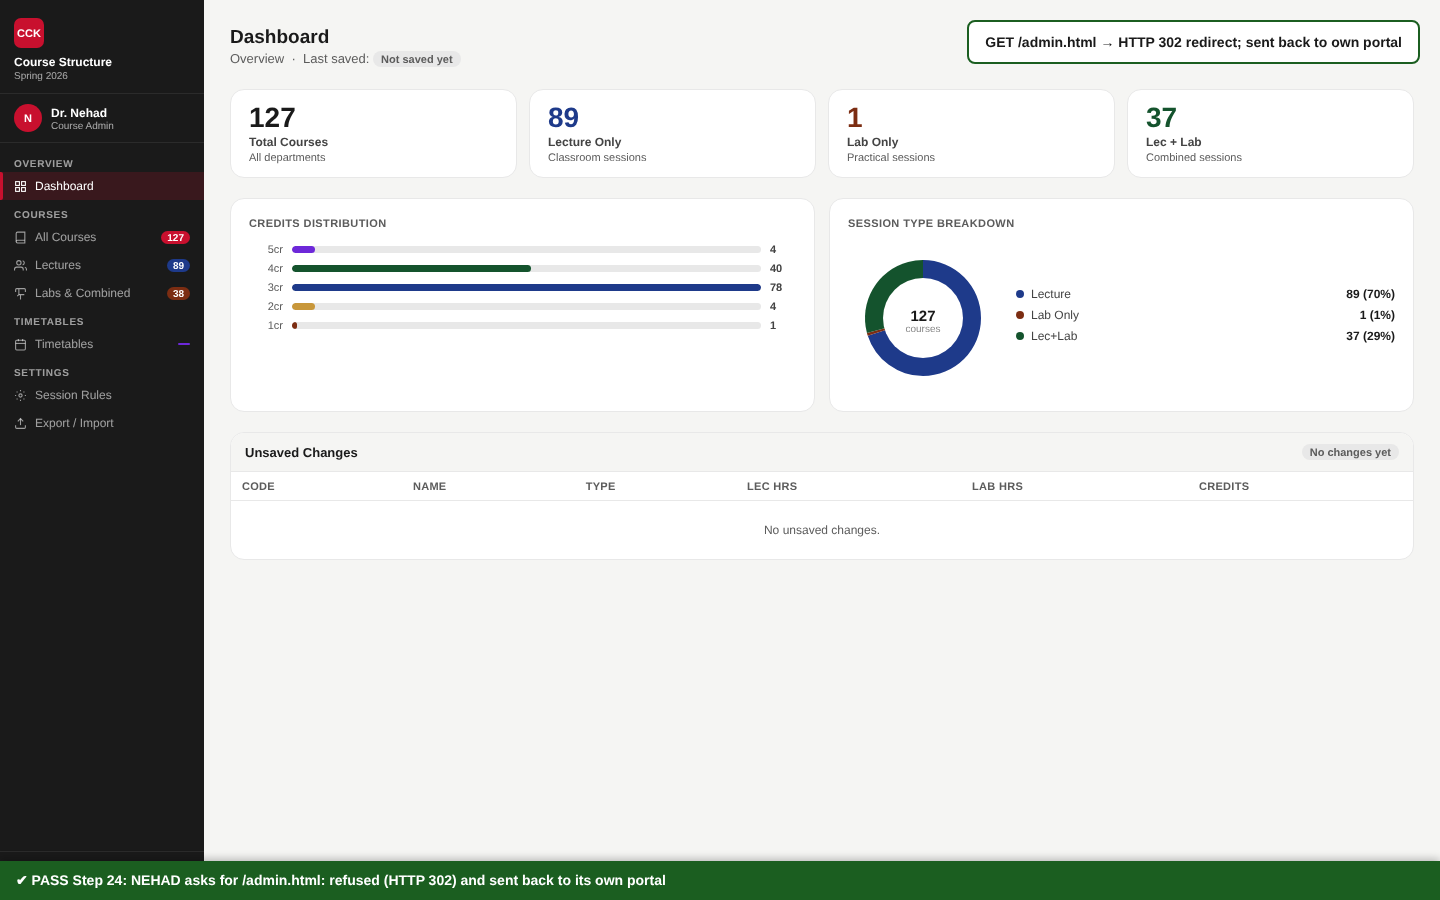 CCK
Course Structure
Spring 2026
N
Dr. Nehad
Course Admin
OVERVIEW
Dashboard
COURSES
All Courses 127
Lectures 89
Labs & Combined 38
TIMETABLES
Timetables
SETTINGS
Session Rules
Export / Import
Dashboard
Overview · Last saved: Not saved yet
GET /admin.html → HTTP 302 redirect; sent back to own portal
127
Total Courses
All departments
89
Lecture Only
Classroom sessions
1
Lab Only
Practical sessions
37
Lec + Lab
Combined sessions
CREDITS DISTRIBUTION
5cr 4
4cr 40
3cr 78
2cr 4
1cr 1
SESSION TYPE BREAKDOWN
127
courses
Lecture 89 (70%)
Lab Only 1 (1%)
Lec+Lab 37 (29%)
Unsaved Changes No changes yet
CODE NAME TYPE LEC HRS LAB HRS CREDITS
No unsaved changes.
✔ PASS Step 24: NEHAD asks for /admin.html: refused (HTTP 302) and sent back to its own portal